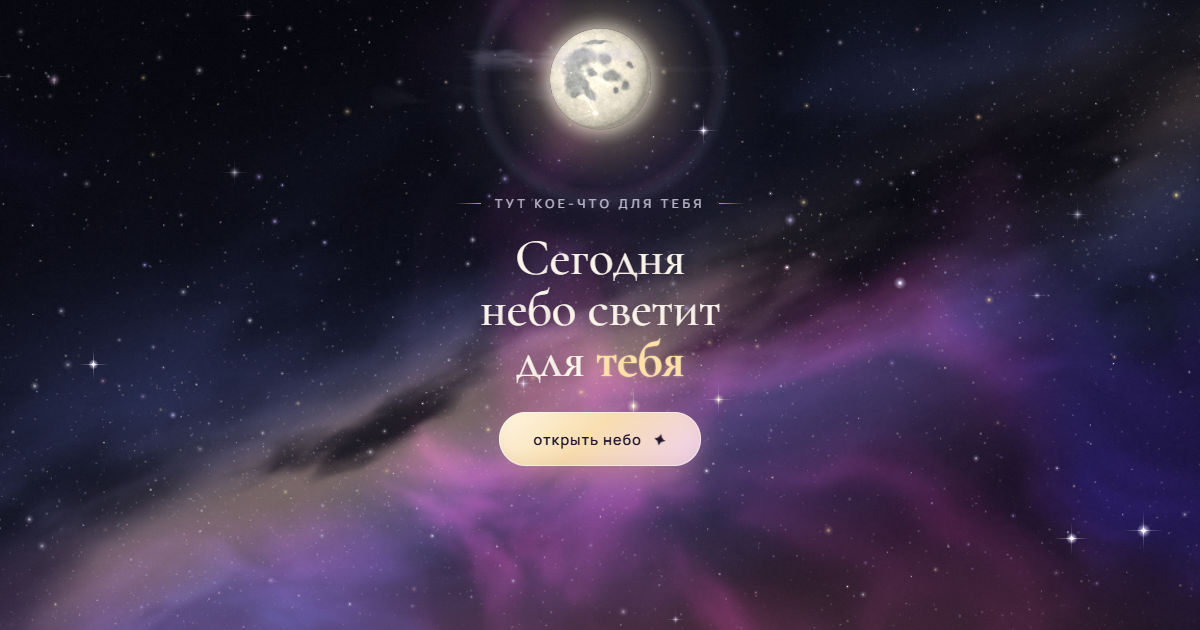 ТУТ КОЕ-ЧТО ДЛЯ ТЕБЯ
Сегодня
небо светит
для тебя
открыть небо